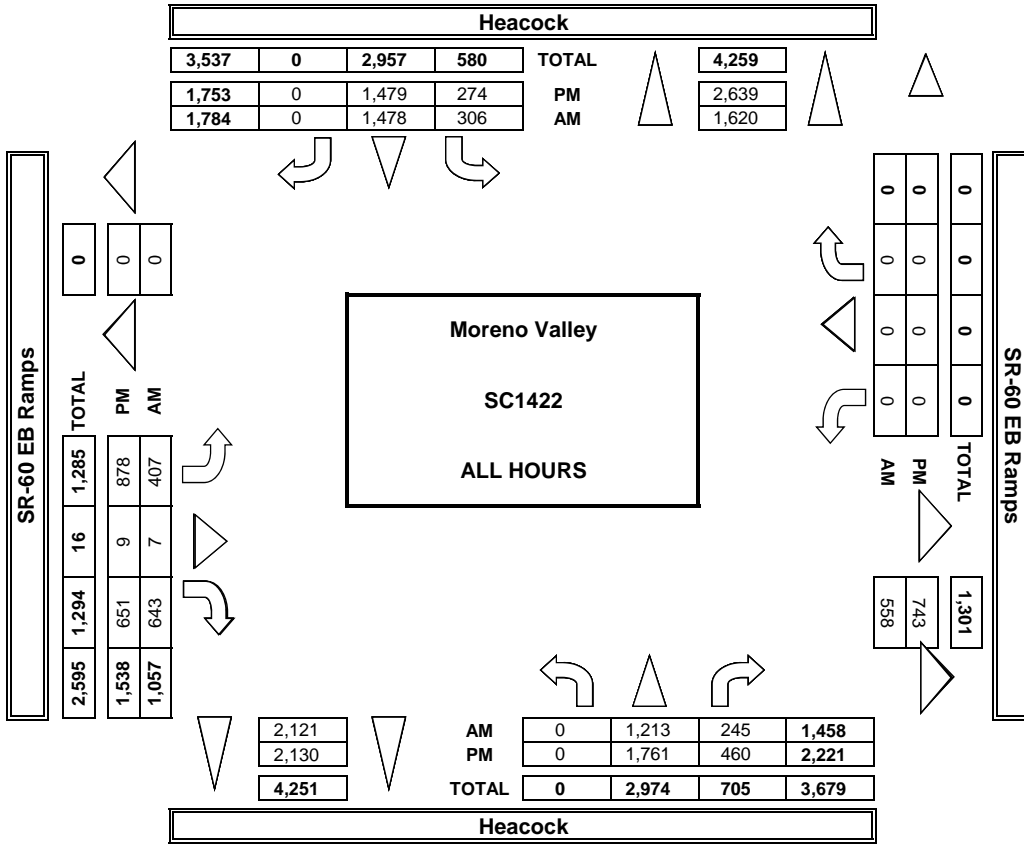 Heacock
3,537 0 2,957 580 TOTAL 4,259
1,753 0 1,479 274 PM 2,639
1,784 0 1,478 306 AM 1,620
SR-60 EB Ramps
0 TOTAL 1,285 16 1,294 2,595
0 PM 878 9 651 1,538
0 AM 407 7 643 1,057
Moreno Valley
SC1422
ALL HOURS
0 0 0 0 TOTAL 1,301
0 0 0 0 PM 743
0 0 0 0 AM 558
SR-60 EB Ramps
2,121 AM 0 1,213 245 1,458
2,130 PM 0 1,761 460 2,221
4,251 TOTAL 0 2,974 705 3,679
Heacock